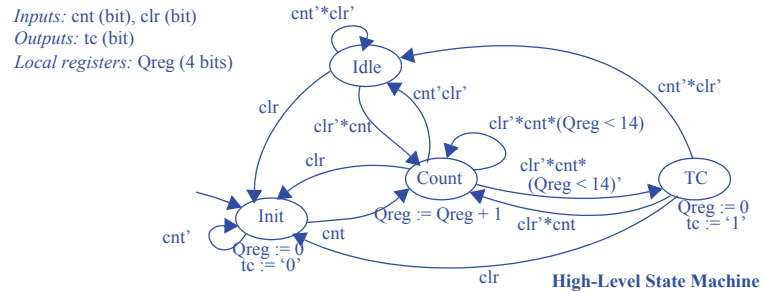 Inputs: cnt (bit), clr (bit)
Outputs: tc (bit)
Local registers: Qreg (4 bits)
cnt’*clr’
Idle
cnt’*clr’
clr
cnt’clr’
clr’*cnt
clr’*cnt*(Qreg < 14)
clr
clr’*cnt*
(Qreg < 14)’
Count
TC
Init
cnt
Qreg := Qreg + 1
clr’*cnt
Qreg := 0
tc := ‘1’
cnt’
Qreg := 0
tc := ‘0’
clr
High-Level State Machine